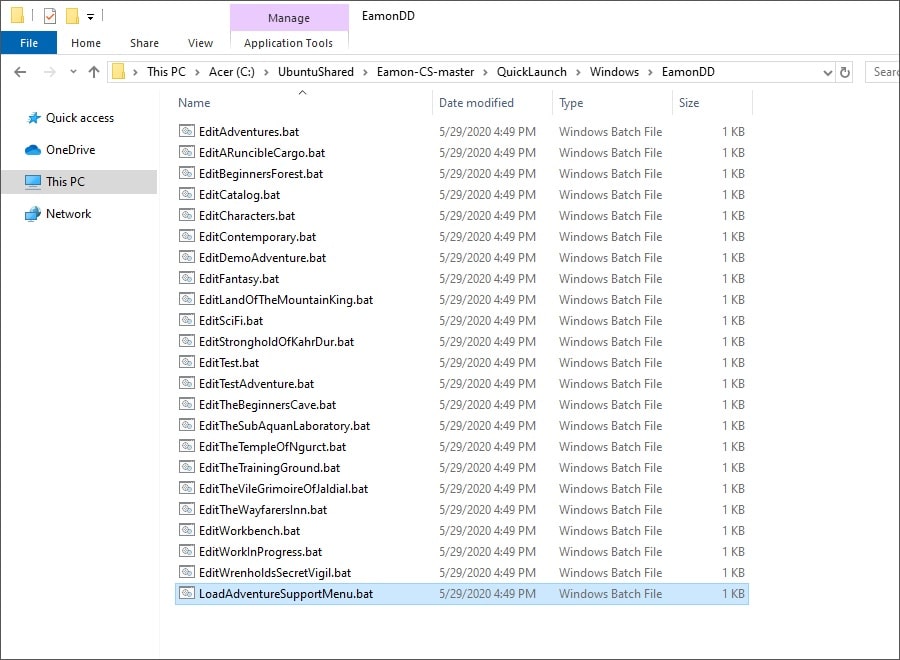 Manage EamonDD
File Home Share View Application Tools
This PC > Acer (C:) > UbuntuShared > Eamon-CS-master > QuickLaunch > Windows > EamonDD Searc
Quick access
OneDrive
This PC
Network
Name Date modified Type Size
EditAdventures.bat 5/29/2020 4:49 PM Windows Batch File 1 KB
EditARuncibleCargo.bat 5/29/2020 4:49 PM Windows Batch File 1 KB
EditBeginnersForest.bat 5/29/2020 4:49 PM Windows Batch File 1 KB
EditCatalog.bat 5/29/2020 4:49 PM Windows Batch File 1 KB
EditCharacters.bat 5/29/2020 4:49 PM Windows Batch File 1 KB
EditContemporary.bat 5/29/2020 4:49 PM Windows Batch File 1 KB
EditDemoAdventure.bat 5/29/2020 4:49 PM Windows Batch File 1 KB
EditFantasy.bat 5/29/2020 4:49 PM Windows Batch File 1 KB
EditLandOfTheMountainKing.bat 5/29/2020 4:49 PM Windows Batch File 1 KB
EditSciFi.bat 5/29/2020 4:49 PM Windows Batch File 1 KB
EditStrongholdOfKahrDur.bat 5/29/2020 4:49 PM Windows Batch File 1 KB
EditTest.bat 5/29/2020 4:49 PM Windows Batch File 1 KB
EditTestAdventure.bat 5/29/2020 4:49 PM Windows Batch File 1 KB
EditTheBeginnersCave.bat 5/29/2020 4:49 PM Windows Batch File 1 KB
EditTheSubAquanLaboratory.bat 5/29/2020 4:49 PM Windows Batch File 1 KB
EditTheTempleOfNgurct.bat 5/29/2020 4:49 PM Windows Batch File 1 KB
EditTheTrainingGround.bat 5/29/2020 4:49 PM Windows Batch File 1 KB
EditTheVileGrimoireOfJaldial.bat 5/29/2020 4:49 PM Windows Batch File 1 KB
EditTheWayfarersInn.bat 5/29/2020 4:49 PM Windows Batch File 1 KB
EditWorkbench.bat 5/29/2020 4:49 PM Windows Batch File 1 KB
EditWorkInProgress.bat 5/29/2020 4:49 PM Windows Batch File 1 KB
EditWrenholdsSecretVigil.bat 5/29/2020 4:49 PM Windows Batch File 1 KB
LoadAdventureSupportMenu.bat 5/29/2020 4:49 PM Windows Batch File 1 KB